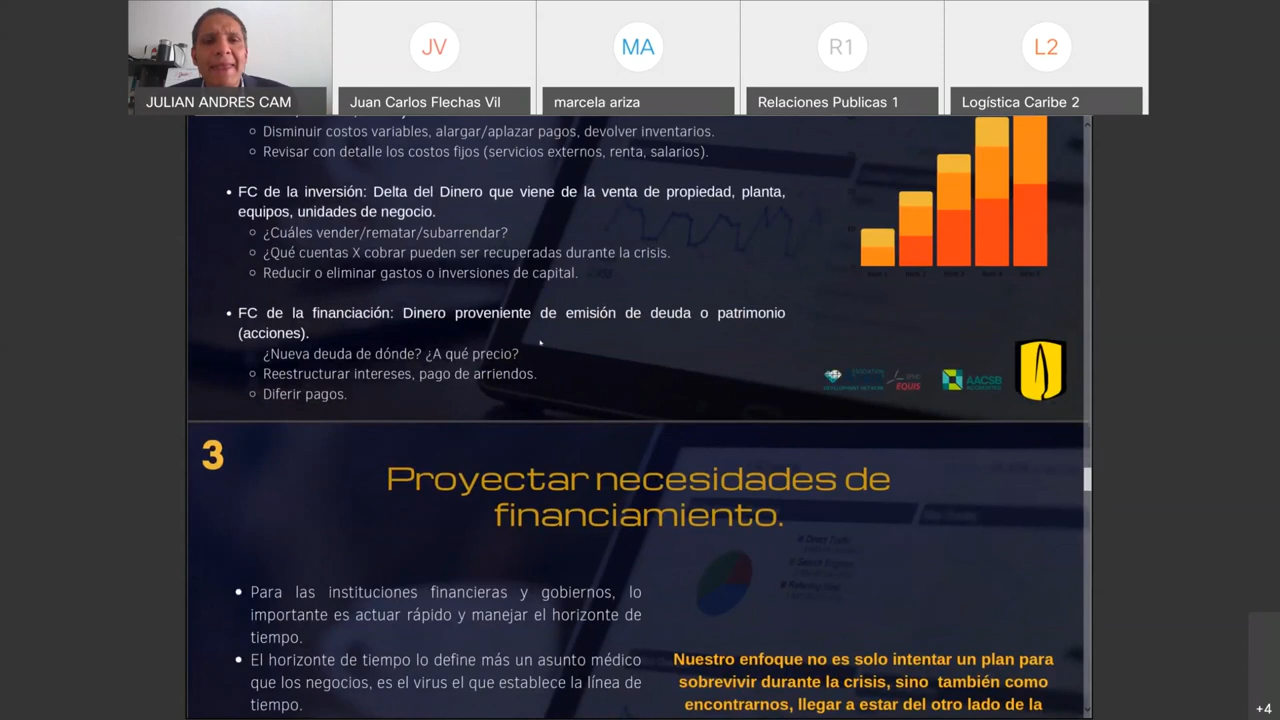 JV
MA
R1
L2
JULIAN ANDRES CAM
Juan Carlos Flechas Vil
marcela ariza
Relaciones Publicas 1
Logística Caribe 2
Disminuir costos variables, alargar/aplazar pagos, devolver inventarios.
Revisar con detalle los costos fijos (servicios externos, renta, salarios).
FC de la inversión: Delta del Dinero que viene de la venta de propiedad, planta,
equipos, unidades de negocio.
¿Cuáles vender/rematar/subarrendar?
¿Qué cuentas X cobrar pueden ser recuperadas durante la crisis.
Reducir o eliminar gastos o inversiones de capital.
FC de la financiación: Dinero proveniente de emisión de deuda o patrimonio
(acciones).
¿Nueva deuda de dónde? ¿A qué precio?
Reestructurar intereses, pago de arriendos.
Diferir pagos.
DEVELOPMENT NETWORK
EQUIS
AACSB
ACCREDITED
3
Proyectar necesidades de
financiamiento.
Para las instituciones financieras y gobiernos, lo
importante es actuar rápido y manejar el horizonte de
tiempo.
El horizonte de tiempo lo define más un asunto médico
que los negocios, es el virus el que establece la línea de
tiempo.
Nuestro enfoque no es solo intentar un plan para
sobrevivir durante la crisis, sino también como
encontrarnos, llegar a estar del otro lado de la
+4